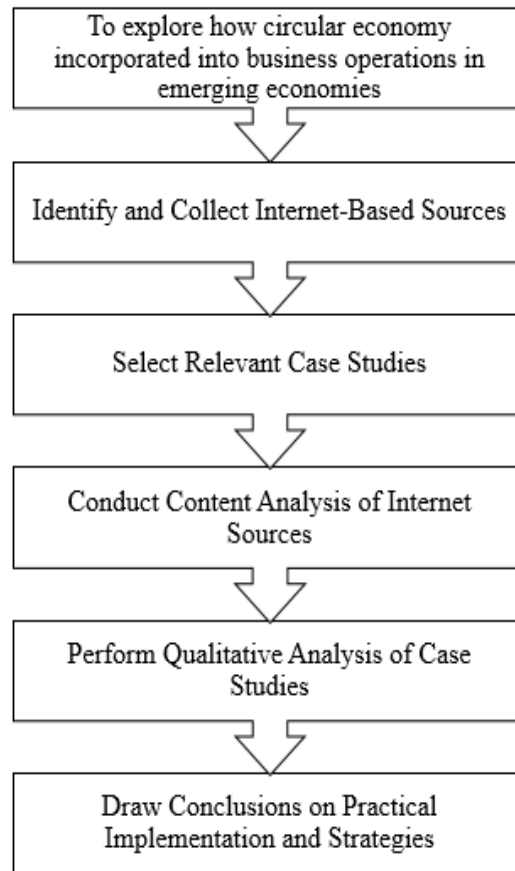 To explore how circular economy
incorporated into business operations in
emerging economies
Identify and Collect Internet-Based Sources
Select Relevant Case Studies
Conduct Content Analysis of Internet
Sources
Perform Qualitative Analysis of Case
Studies
Draw Conclusions on Practical
Implementation and Strategies